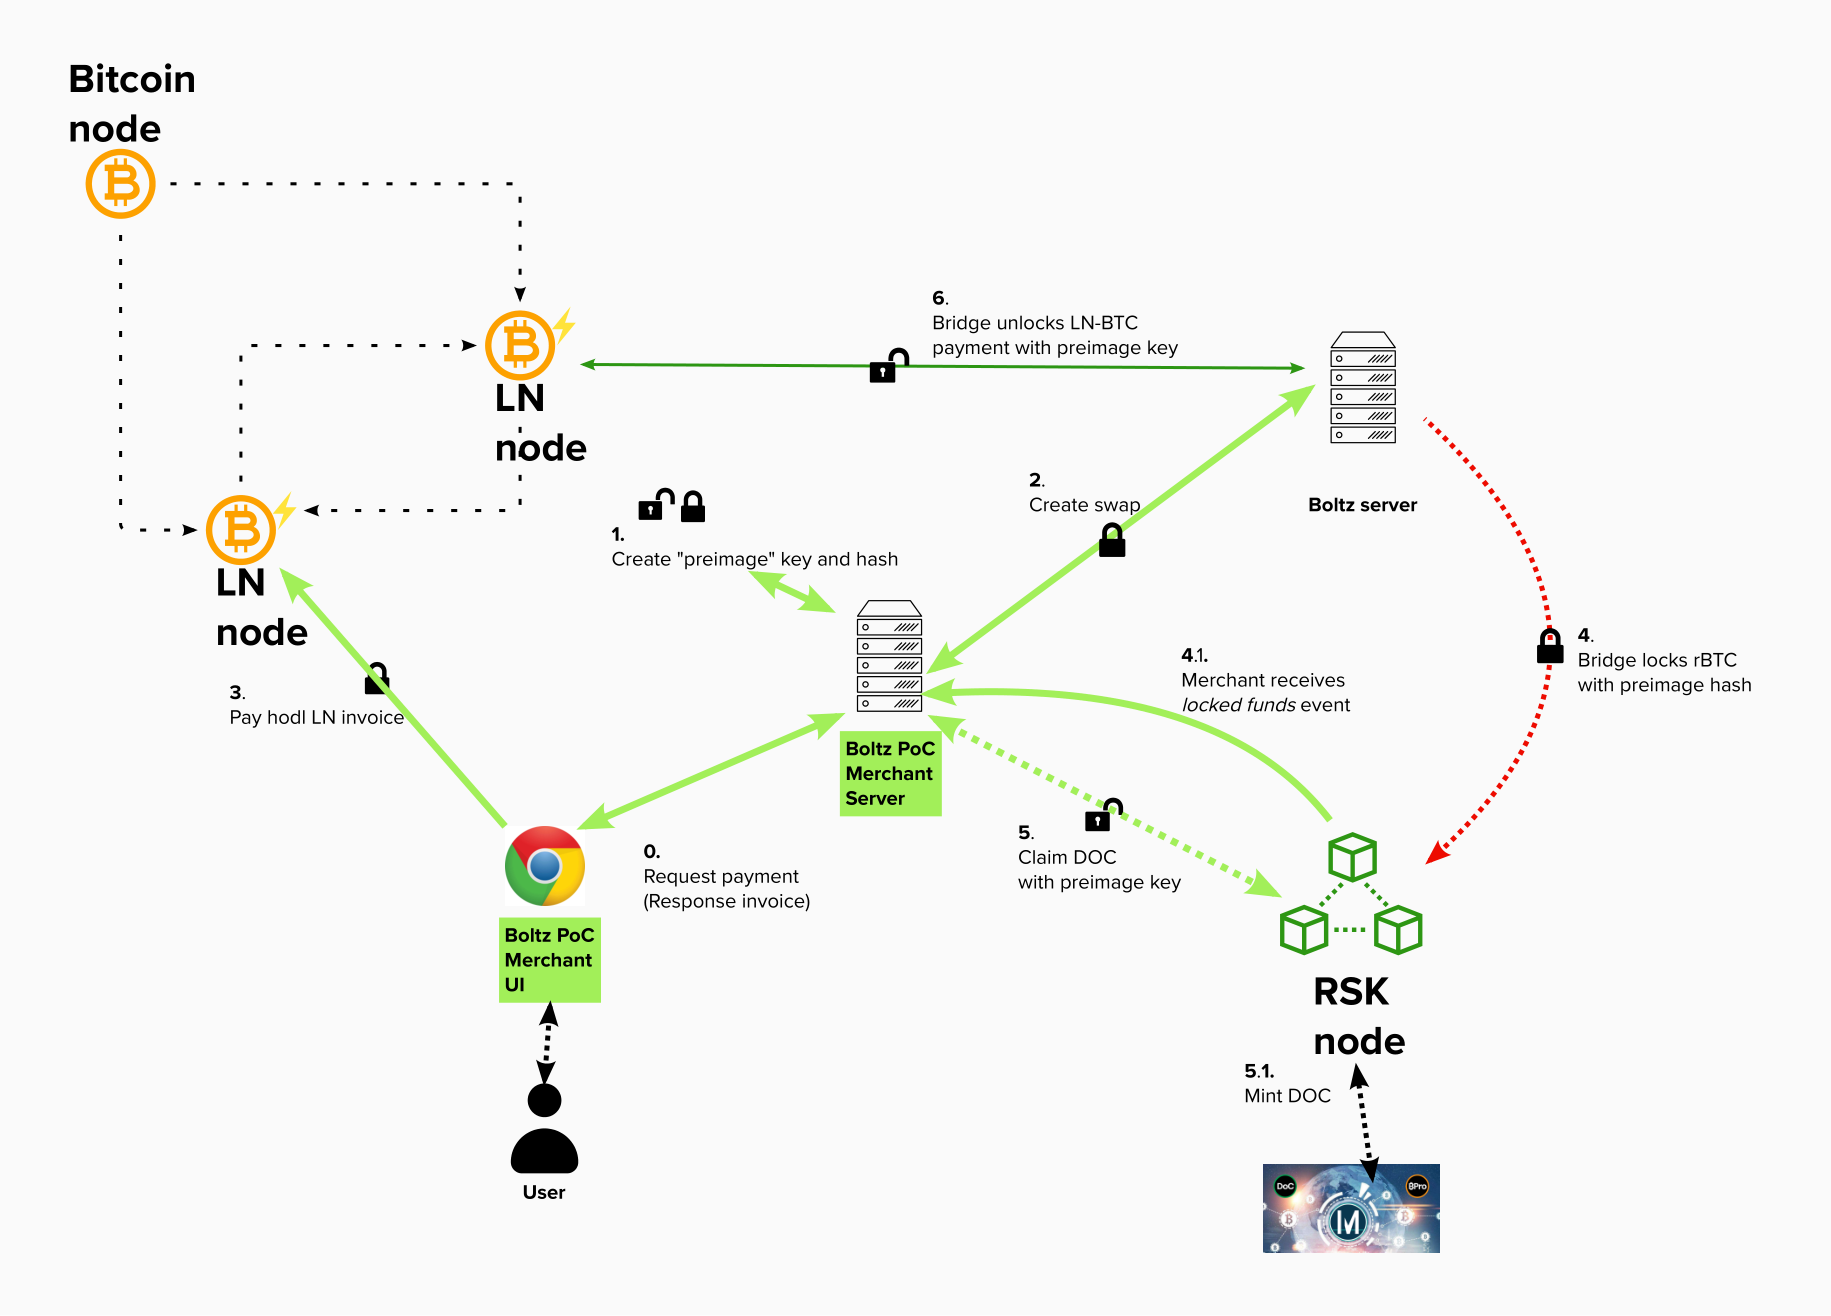 Bitcoin
node
6.
Bridge unlocks LN-BTC
payment with preimage key
LN
node
2.
Create swap
Boltz server
1.
Create "preimage" key and hash
LN
node
3.
Pay hodl LN invoice
4.
Bridge locks rBTC
with preimage hash
4.1.
Merchant receives
locked funds event
Boltz PoC
Merchant
Server
0.
Request payment
(Response invoice)
5.
Claim DOC
with preimage key
Boltz PoC
Merchant
UI
RSK
node
5.1.
Mint DOC
User
DoC
BPro
M